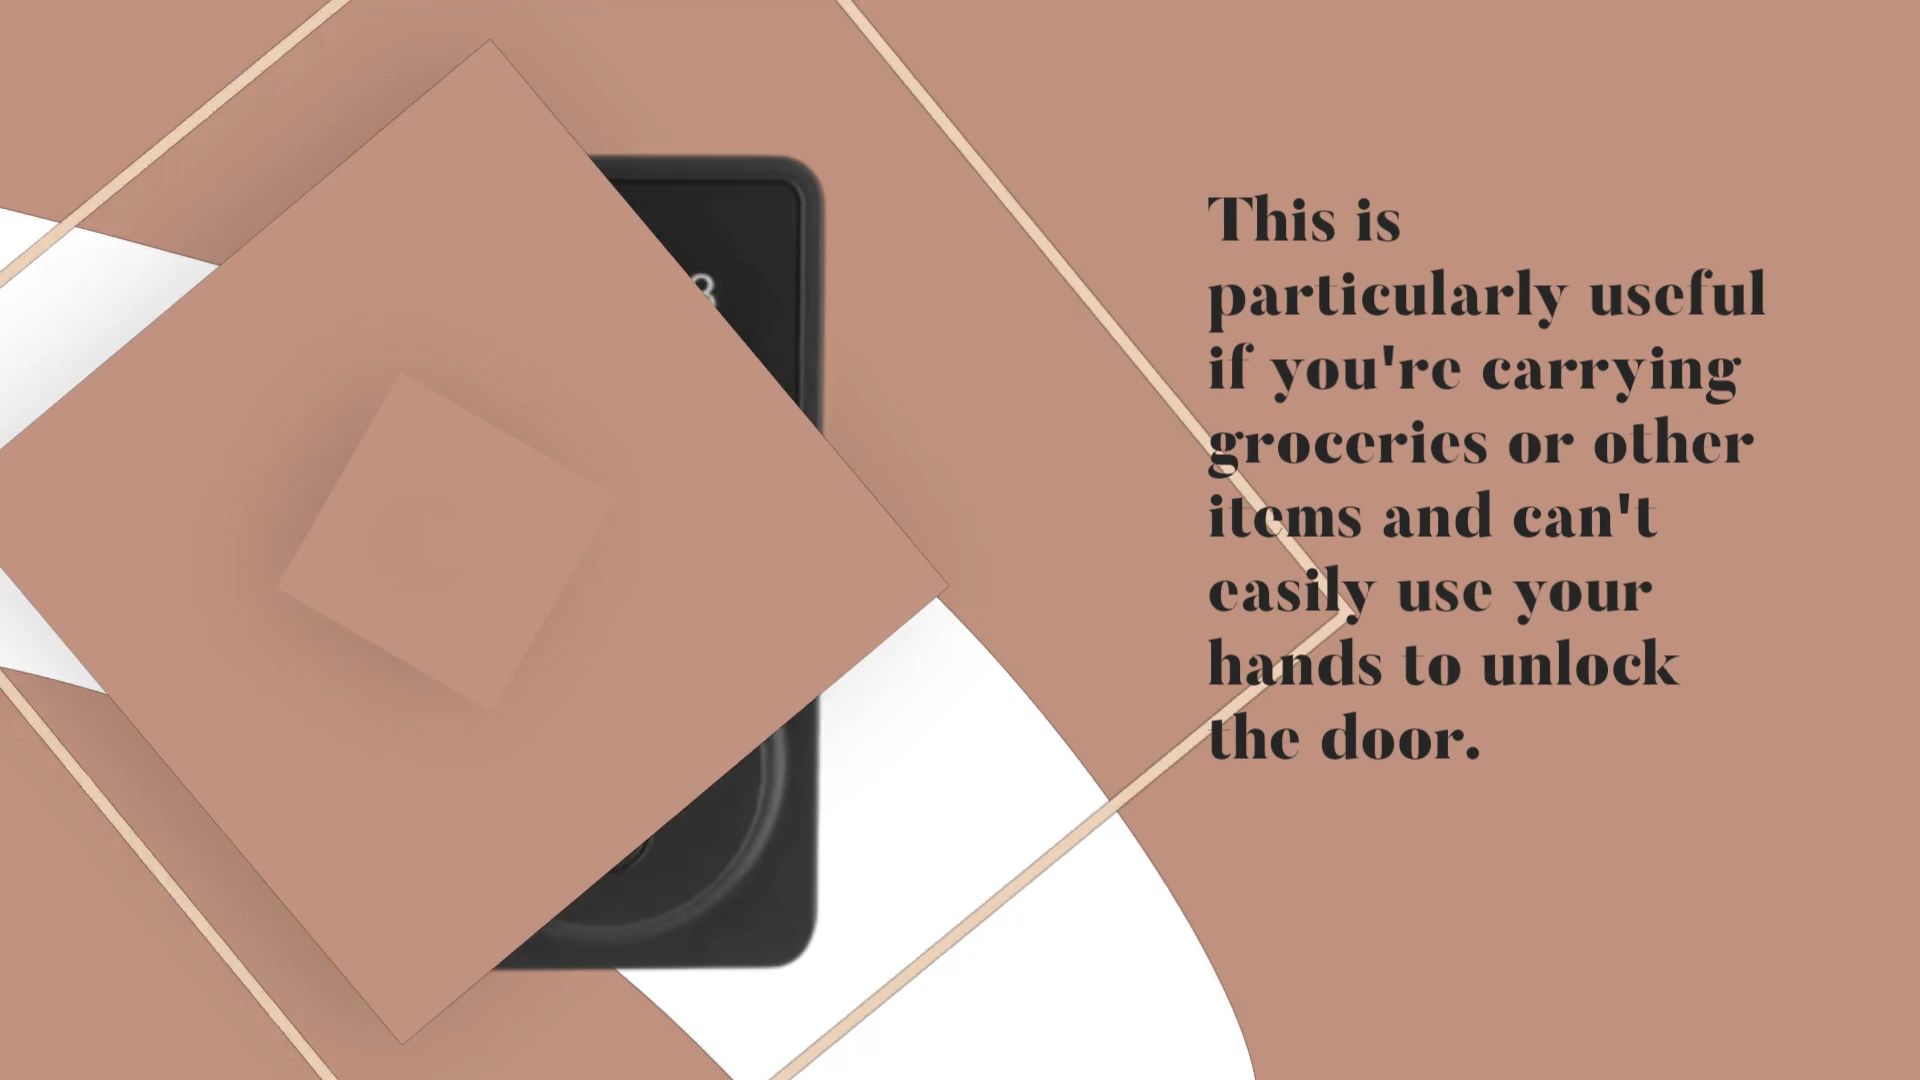 This is
particularly useful
if you're carrying
groceries or other
items and can't
easily use your
hands to unlock
the door.
3